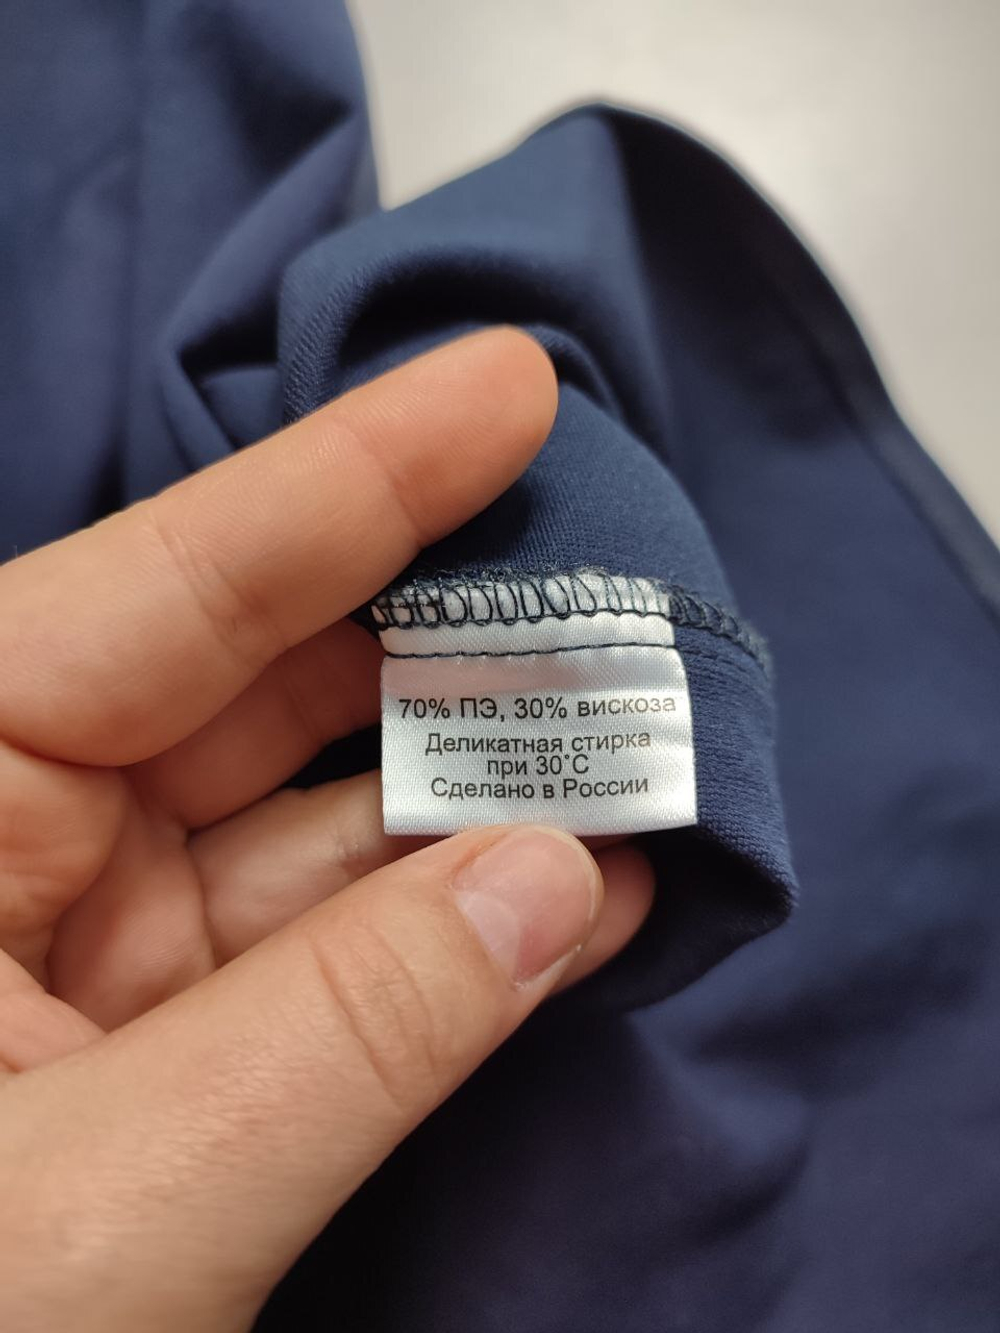 70% ПЭ, 30% вискоза
Деликатная стирка
при 30˚С
Сделано в России